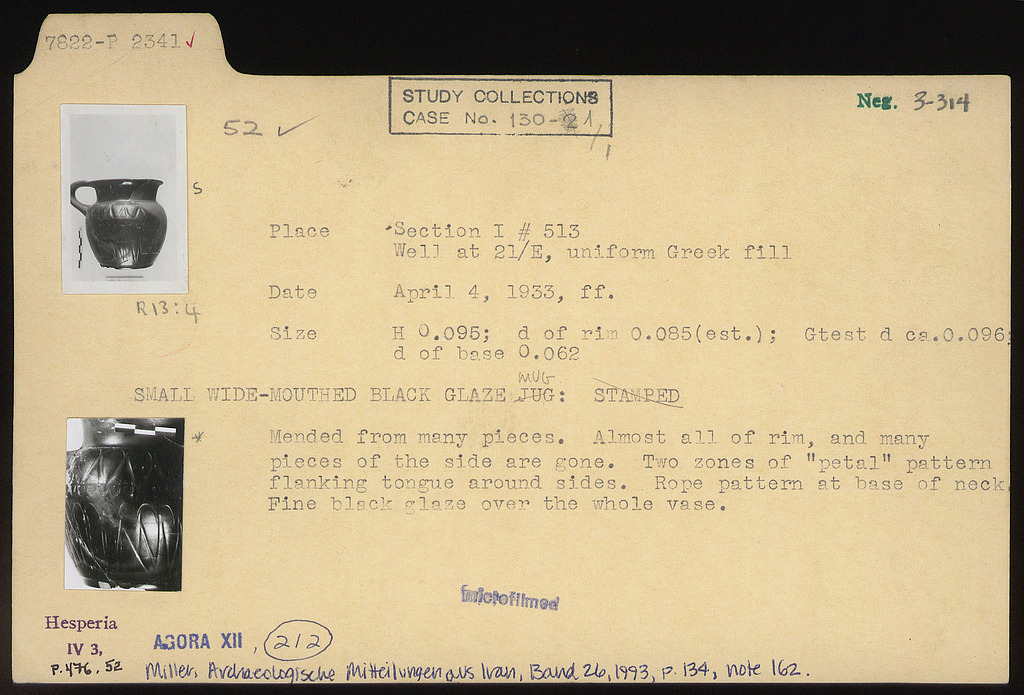 7822-P 2341 ✓
STUDY COLLECTIONS
CASE No. 130-21/1
Neg. 3-314
52 ✓
S
Place Section I # 513
Well at 21/E, uniform Greek fill
R13:4
Date April 4, 1933, ff.
Size H 0.095; d of rim 0.085(est.); Gtest d ca.0.096;
d of base 0.062
MUG
SMALL WIDE-MOUTHED BLACK GLAZE JUG: STAMPED
*
Mended from many pieces. Almost all of rim, and many
pieces of the side are gone. Two zones of "petal" pattern
flanking tongue around sides. Rope pattern at base of neck.
Fine black glaze over the whole vase.
microfilmed
Hesperia
IV 3,
p. 476. 52
AGORA XII, 212
Miller, Archaeologische Mitteilungen aus Iran, Band 26, 1993, p. 134, note 162.